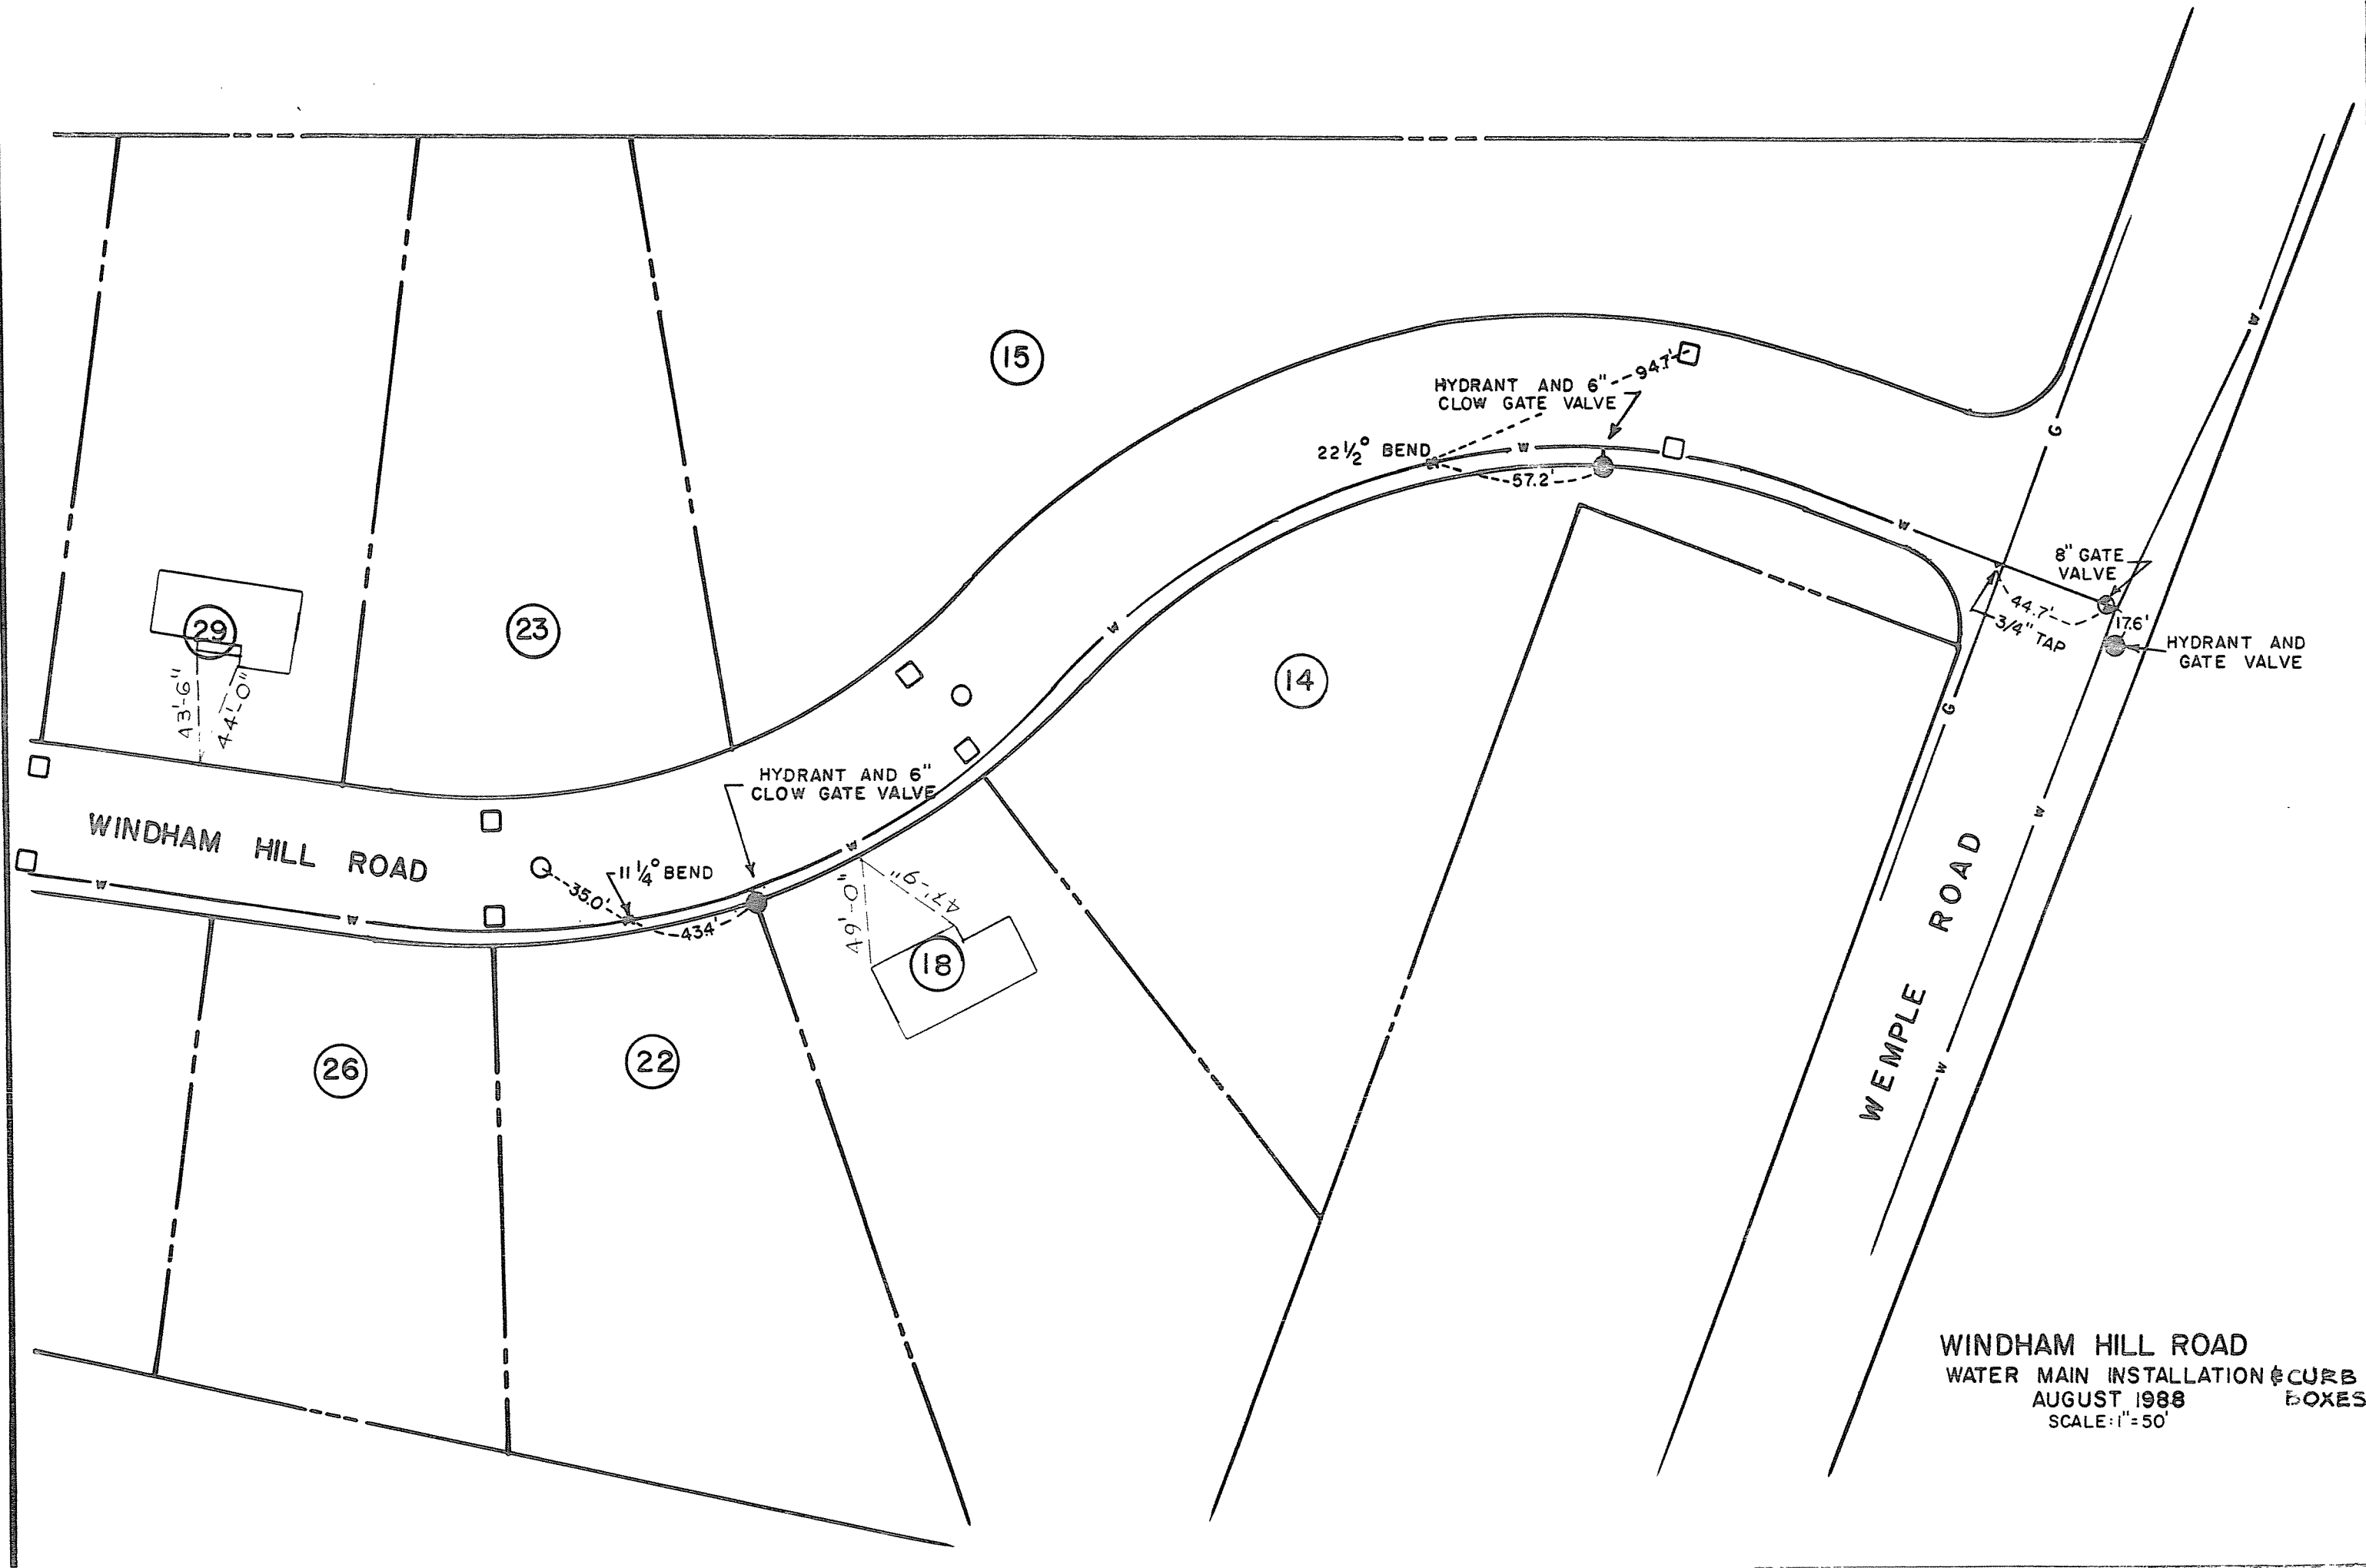 15
94.7'
HYDRANT AND 6"
CLOW GATE VALVE
22½° BEND
W
57.2'
W
W
G
8" GATE
VALVE
44.7'
17.6'
3/4" TAP
HYDRANT AND
GATE VALVE
29
23
W
14
43'-6"
44'-0"
G
HYDRANT AND 6"
CLOW GATE VALVE
WINDHAM HILL ROAD
W
W
W
35.0'
11¼° BEND
43.4'
49'-0"
47'-9"
18
W
W
WEMPLE ROAD
26
22
WINDHAM HILL ROAD
WATER MAIN INSTALLATION & CURB
AUGUST 1988 BOXES
SCALE: 1"=50'